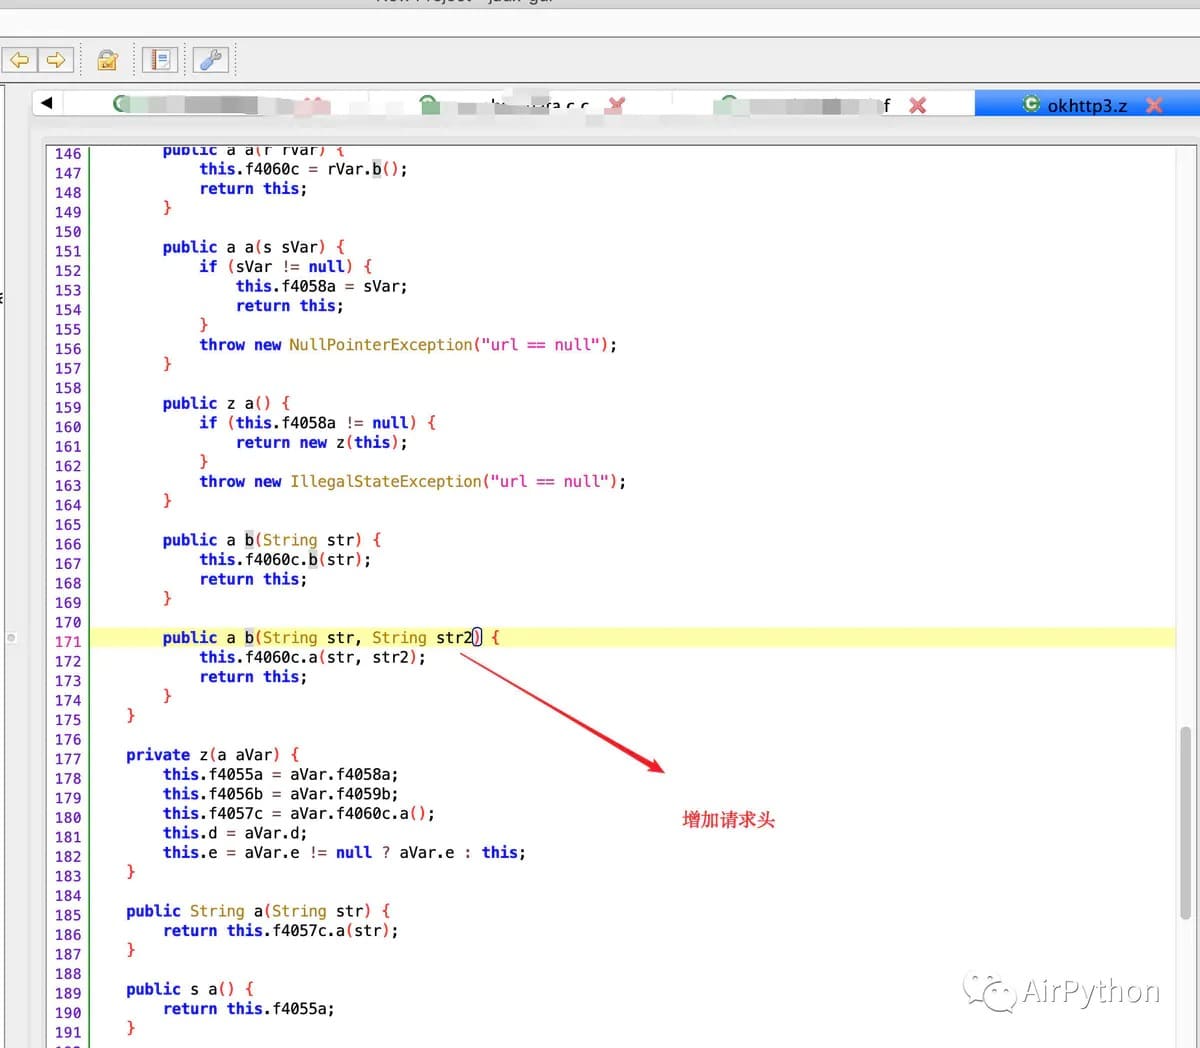 okhttp3.z
146 public a a(r rVar) {
147 this.f4060c = rVar.b();
148 return this;
149 }
150
151 public a a(s sVar) {
152 if (sVar != null) {
153 this.f4058a = sVar;
154 return this;
155 }
156 throw new NullPointerException("url == null");
157 }
158
159 public z a() {
160 if (this.f4058a != null) {
161 return new z(this);
162 }
163 throw new IllegalStateException("url == null");
164 }
165
166 public a b(String str) {
167 this.f4060c.b(str);
168 return this;
169 }
170
171 public a b(String str, String str2) {
172 this.f4060c.a(str, str2);
173 return this;
174 }
175 }
176
177 private z(a aVar) {
178 this.f4055a = aVar.f4058a;
179 this.f4056b = aVar.f4059b;
180 this.f4057c = aVar.f4060c.a();
增加请求头
181 this.d = aVar.d;
182 this.e = aVar.e != null ? aVar.e : this;
183 }
184
185 public String a(String str) {
186 return this.f4057c.a(str);
187 }
188
189 public s a() {
190 return this.f4055a;
191 }
AirPython